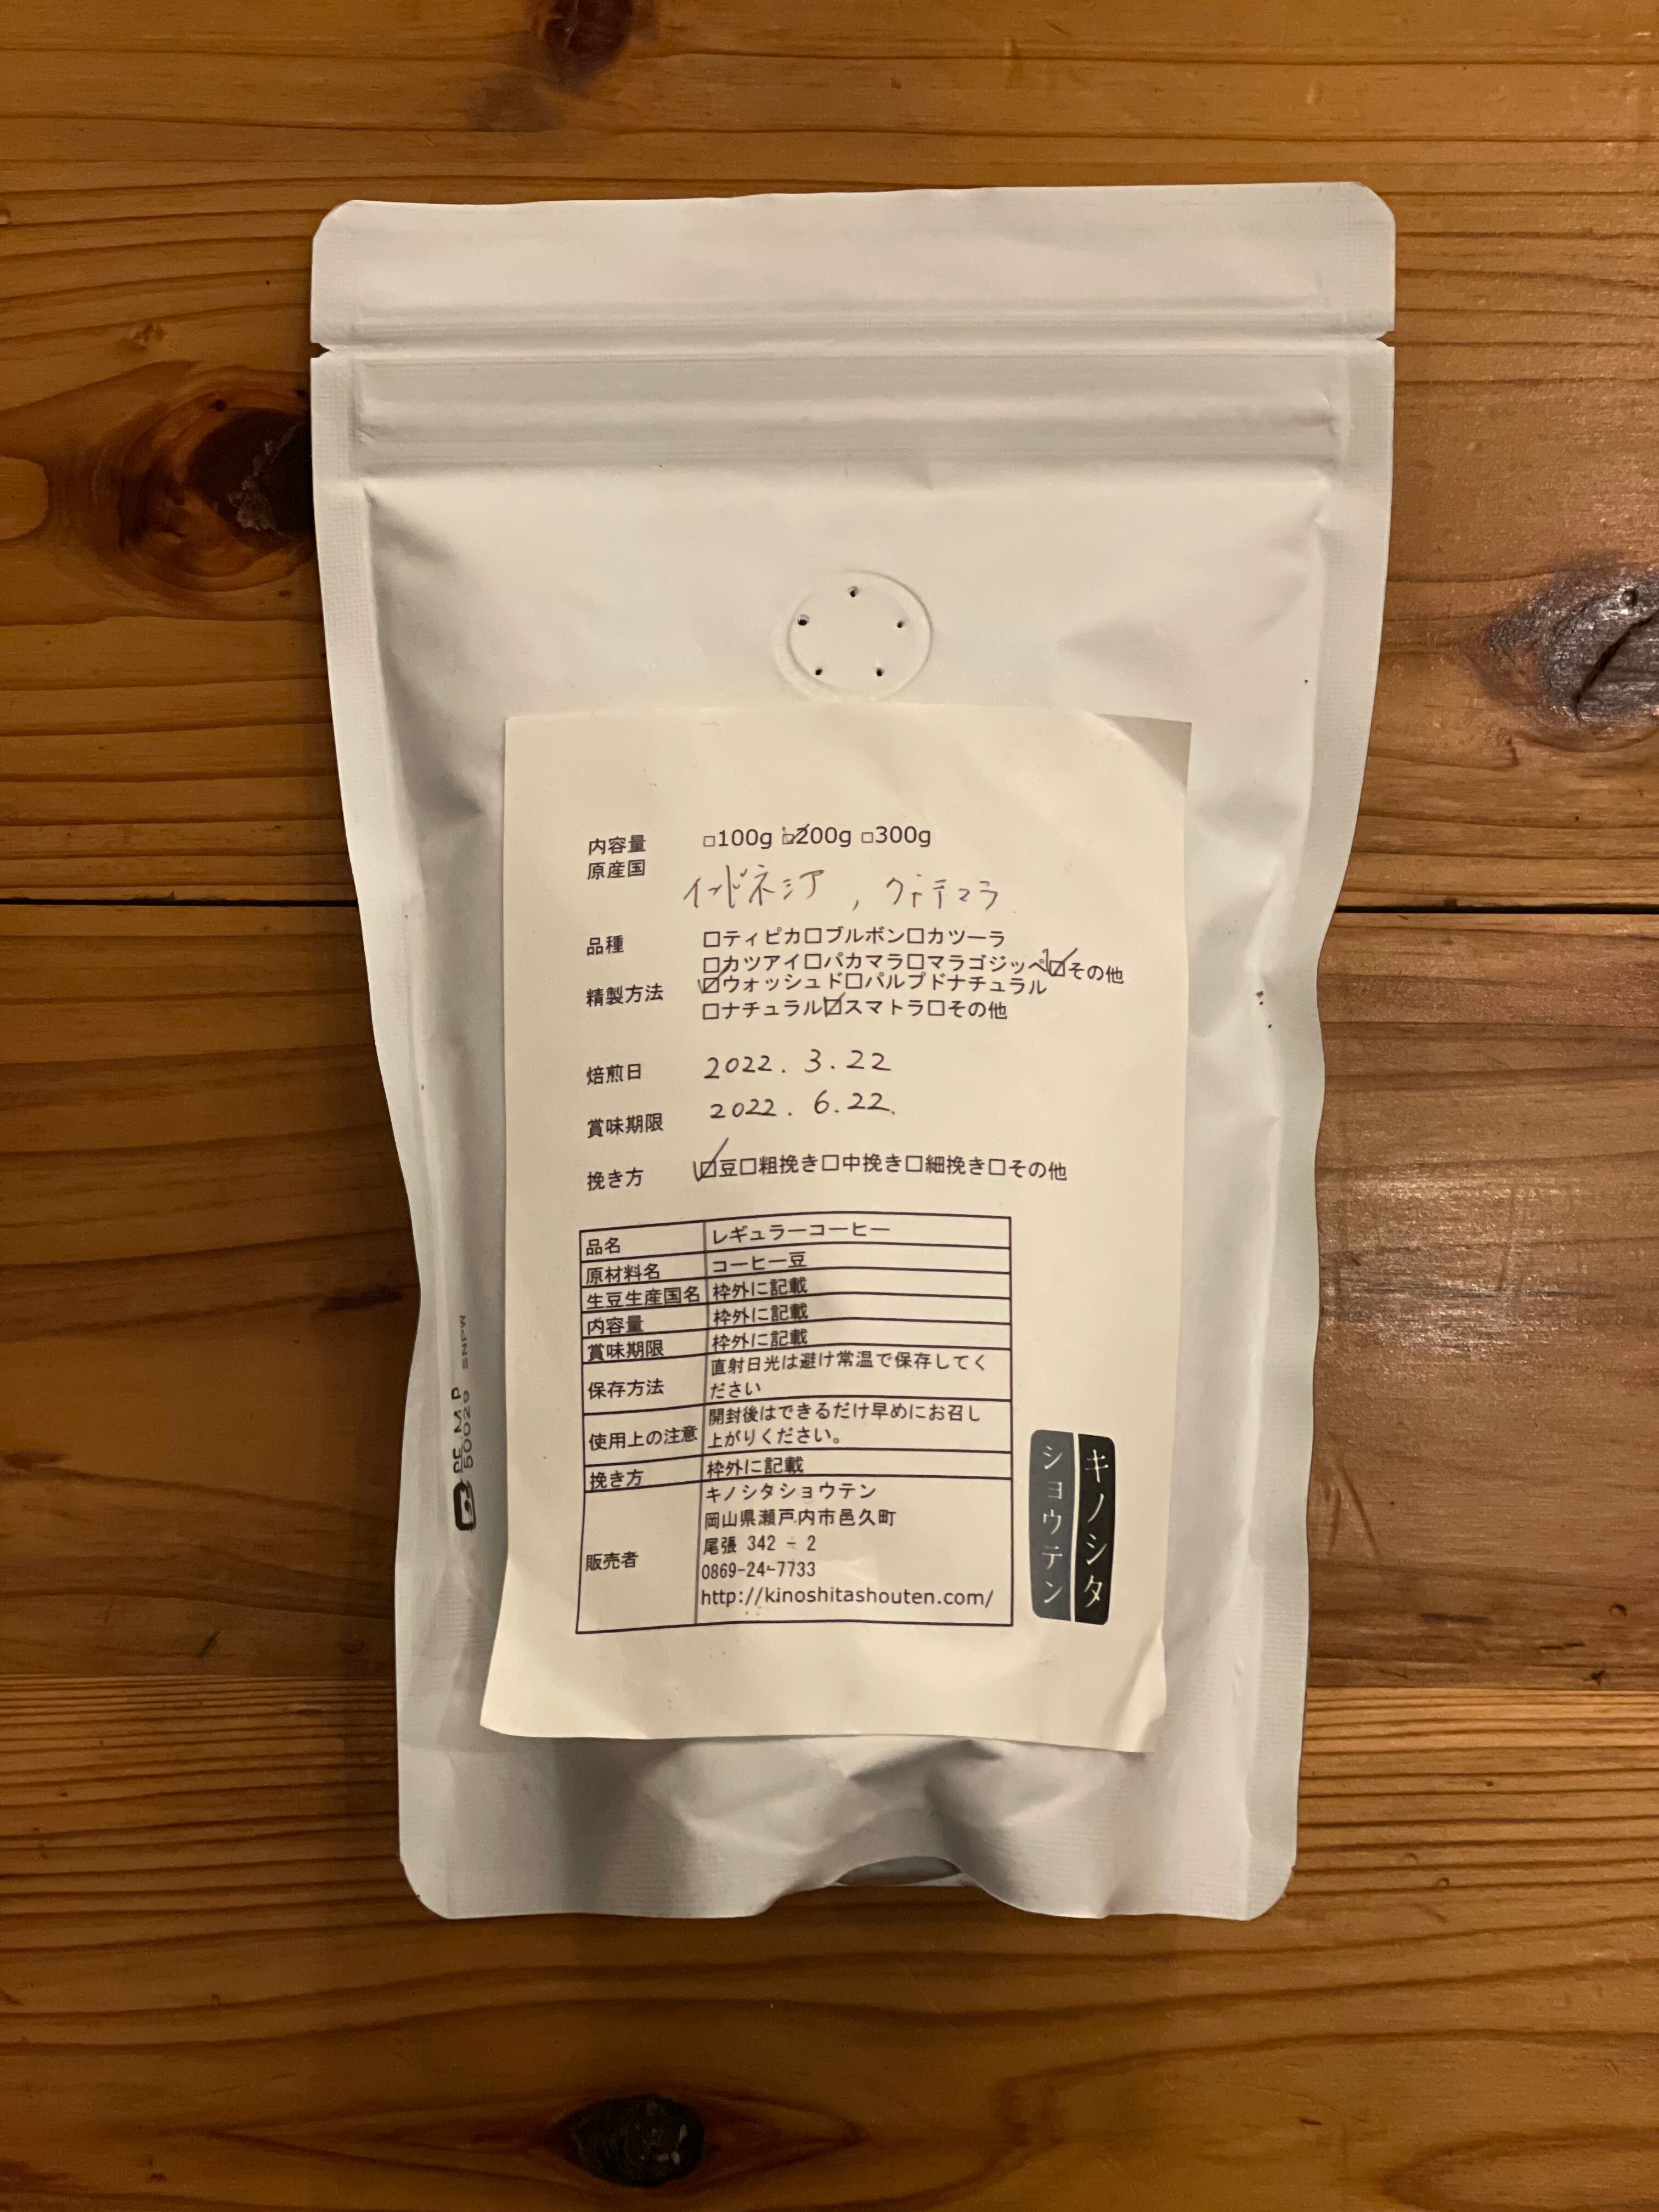 内容量 □100g ☑200g □300g
原産国 インドネシア , グァテマラ
品種 □ティピカ□ブルボン□カツーラ
□カツアイ□パカマラ□マラゴジッペ☑その他
精製方法 ☑ウォッシュド□パルプドナチュラル
□ナチュラル☑スマトラ□その他
焙煎日 2022. 3.22
賞味期限 2022. 6.22.
挽き方 ☑豆□粗挽き□中挽き□細挽き□その他
品名 レギュラーコーヒー
原材料名 コーヒー豆
生豆生産国名 枠外に記載
内容量 枠外に記載
賞味期限 枠外に記載
保存方法 直射日光は避け常温で保存してく
ださい
使用上の注意 開封後はできるだけ早めにお召し
上がりください。
挽き方 枠外に記載
販売者 キノシタショウテン
岡山県瀬戸内市邑久町
尾張 342 - 2
0869-24-7733
http://kinoshitashouten.com/
キノシタ
ショウテン
PE.M.P
50026 SNPW